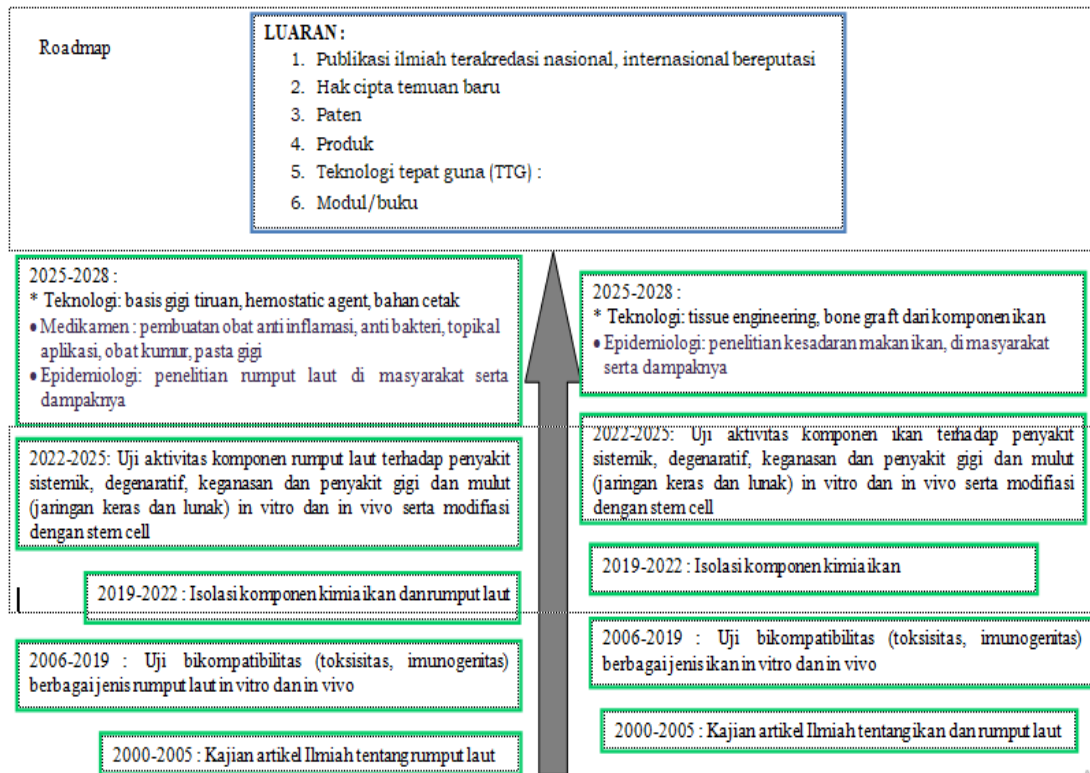 Roadmap
LUARAN :
1. Publikasi ilmiah terakredasi nasional, internasional bereputasi
2. Hak cipta temuan baru
3. Paten
4. Produk
5. Teknologi tepat guna (TTG) :
6. Modul/buku
2025-2028 :
* Teknologi: basis gigi tiruan, hemostatic agent, bahan cetak
• Medikamen : pembuatan obat anti inflamasi, anti bakteri, topikal
aplikasi, obat kumur, pasta gigi
• Epidemiologi: penelitian rumput laut di masyarakat serta
dampaknya
2022-2025: Uji aktivitas komponen rumput laut terhadap penyakit
sistemik, degenaratif, keganasan dan penyakit gigi dan mulut
(jaringan keras dan lunak) in vitro dan in vivo serta modifiasi
dengan stem cell
2019-2022 : Isolasi komponen kimia ikan dan rumput laut
2006-2019 : Uji bikompatibilitas (toksisitas, imunogenitas)
berbagai jenis rumput laut in vitro dan in vivo
2000-2005 : Kajian artikel Ilmiah tentang rumput laut
2025-2028 :
* Teknologi: tissue engineering, bone graft dari komponen ikan
• Epidemiologi: penelitian kesadaran makan ikan, di masyarakat
serta dampaknya
2022-2025: Uji aktivitas komponen ikan terhadap penyakit
sistemik, degenaratif, keganasan dan penyakit gigi dan mulut
(jaringan keras dan lunak) in vitro dan in vivo serta modifiasi
dengan stem cell
2019-2022 : Isolasi komponen kimia ikan
2006-2019 : Uji bikompatibilitas (toksisitas, imunogenitas)
berbagai jenis ikan in vitro dan in vivo
2000-2005 : Kajian artikel Ilmiah tentang ikan dan rumput laut